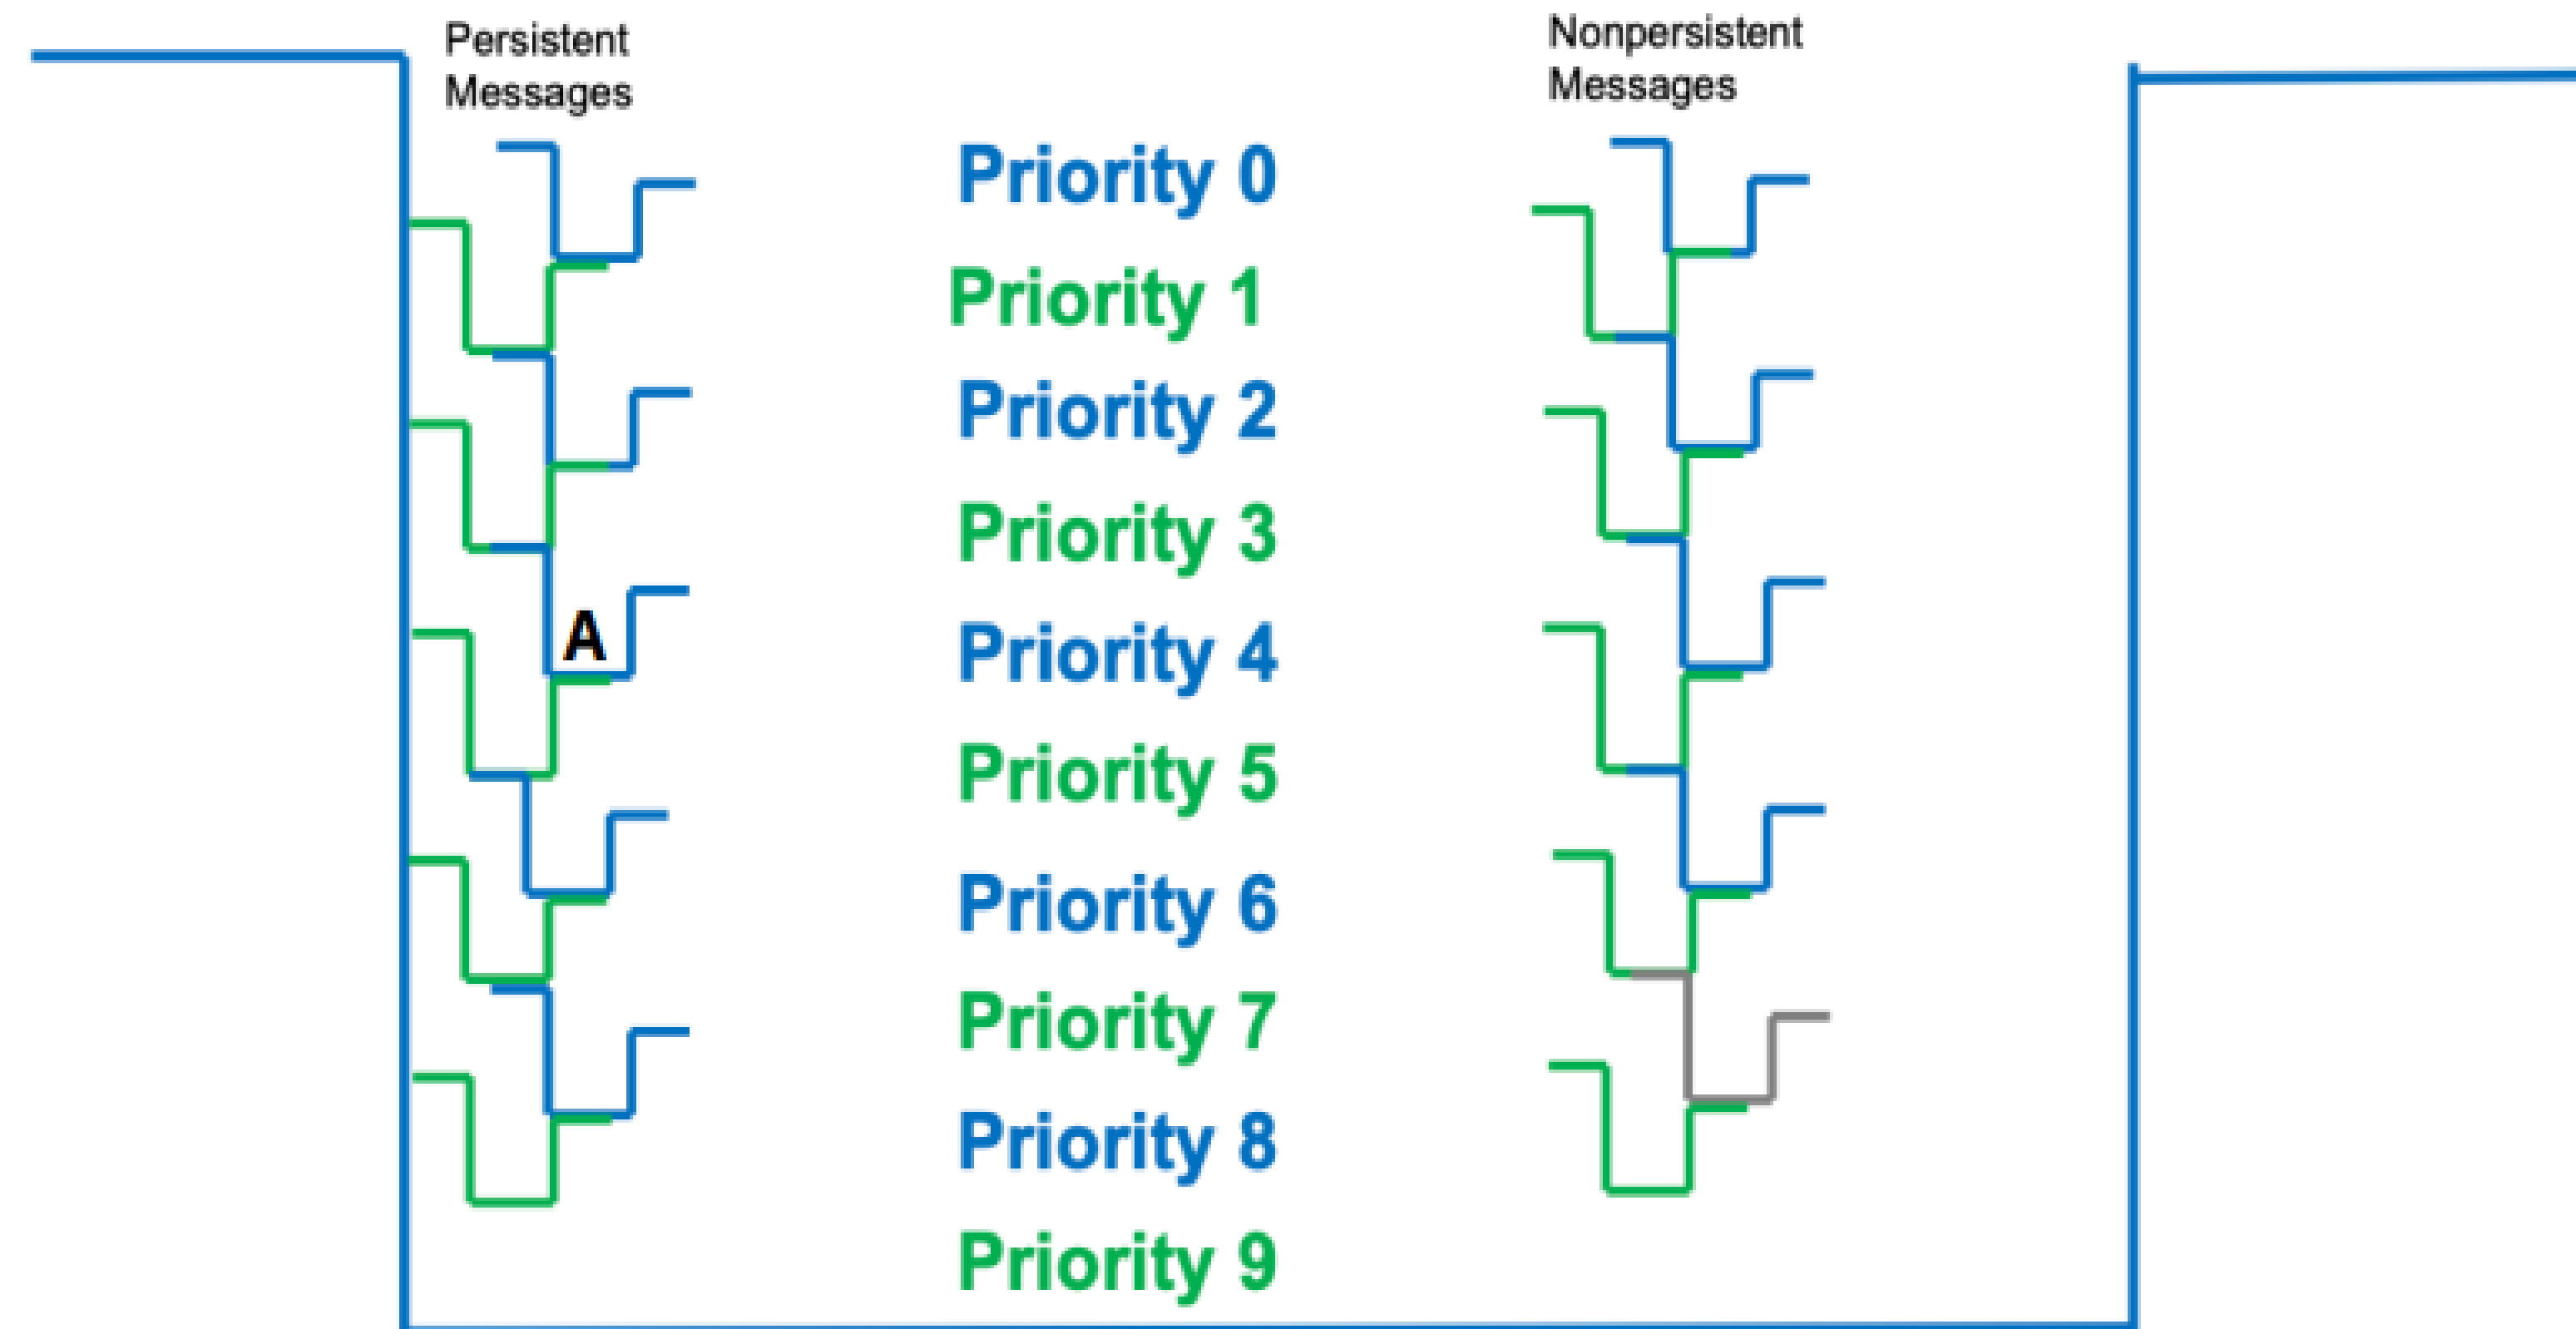 Persistent
Messages
Nonpersistent
Messages
Priority 0
Priority 1
Priority 2
Priority 3
A
Priority 4
Priority 5
Priority 6
Priority 7
Priority 8
Priority 9